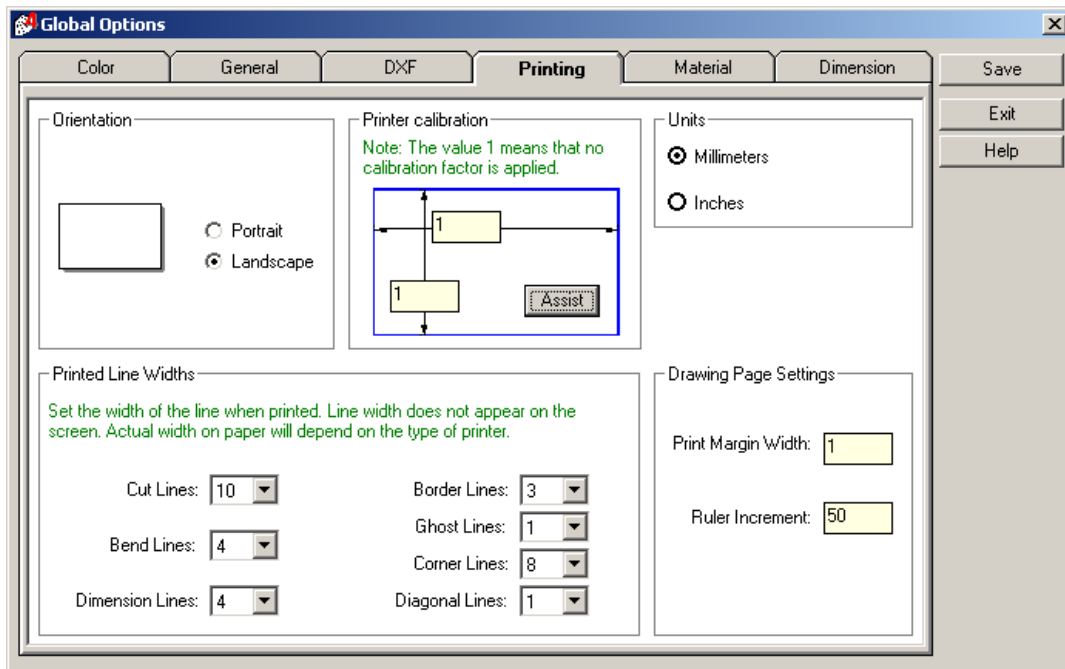 Global Options
Color General DXF Printing Material Dimension
Save
Exit
Help
Orientation
Portrait
Landscape
Printer calibration
Note: The value 1 means that no
calibration factor is applied.
1
1
Assist
Units
Millimeters
Inches
Printed Line Widths
Set the width of the line when printed. Line width does not appear on the
screen. Actual width on paper will depend on the type of printer.
Cut Lines: 10
Bend Lines: 4
Dimension Lines: 4
Border Lines: 3
Ghost Lines: 1
Corner Lines: 8
Diagonal Lines: 1
Drawing Page Settings
Print Margin Width: 1
Ruler Increment: 50